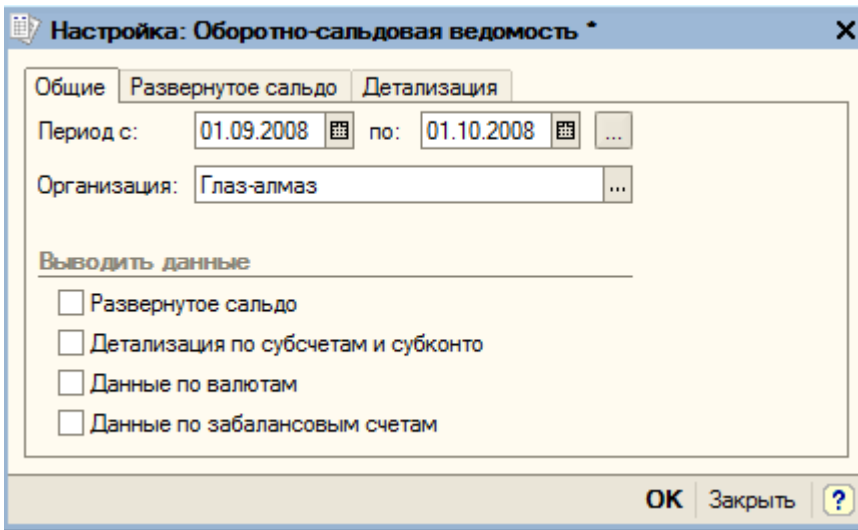 Настройка: Оборотно-сальдовая ведомость *
Общие Развернутое сальдо Детализация
Период с: 01.09.2008 по: 01.10.2008 ...
Организация: Глаз-алмаз ...
Выводить данные
Развернутое сальдо
Детализация по субсчетам и субконто
Данные по валютам
Данные по забалансовым счетам
OK Закрыть ?